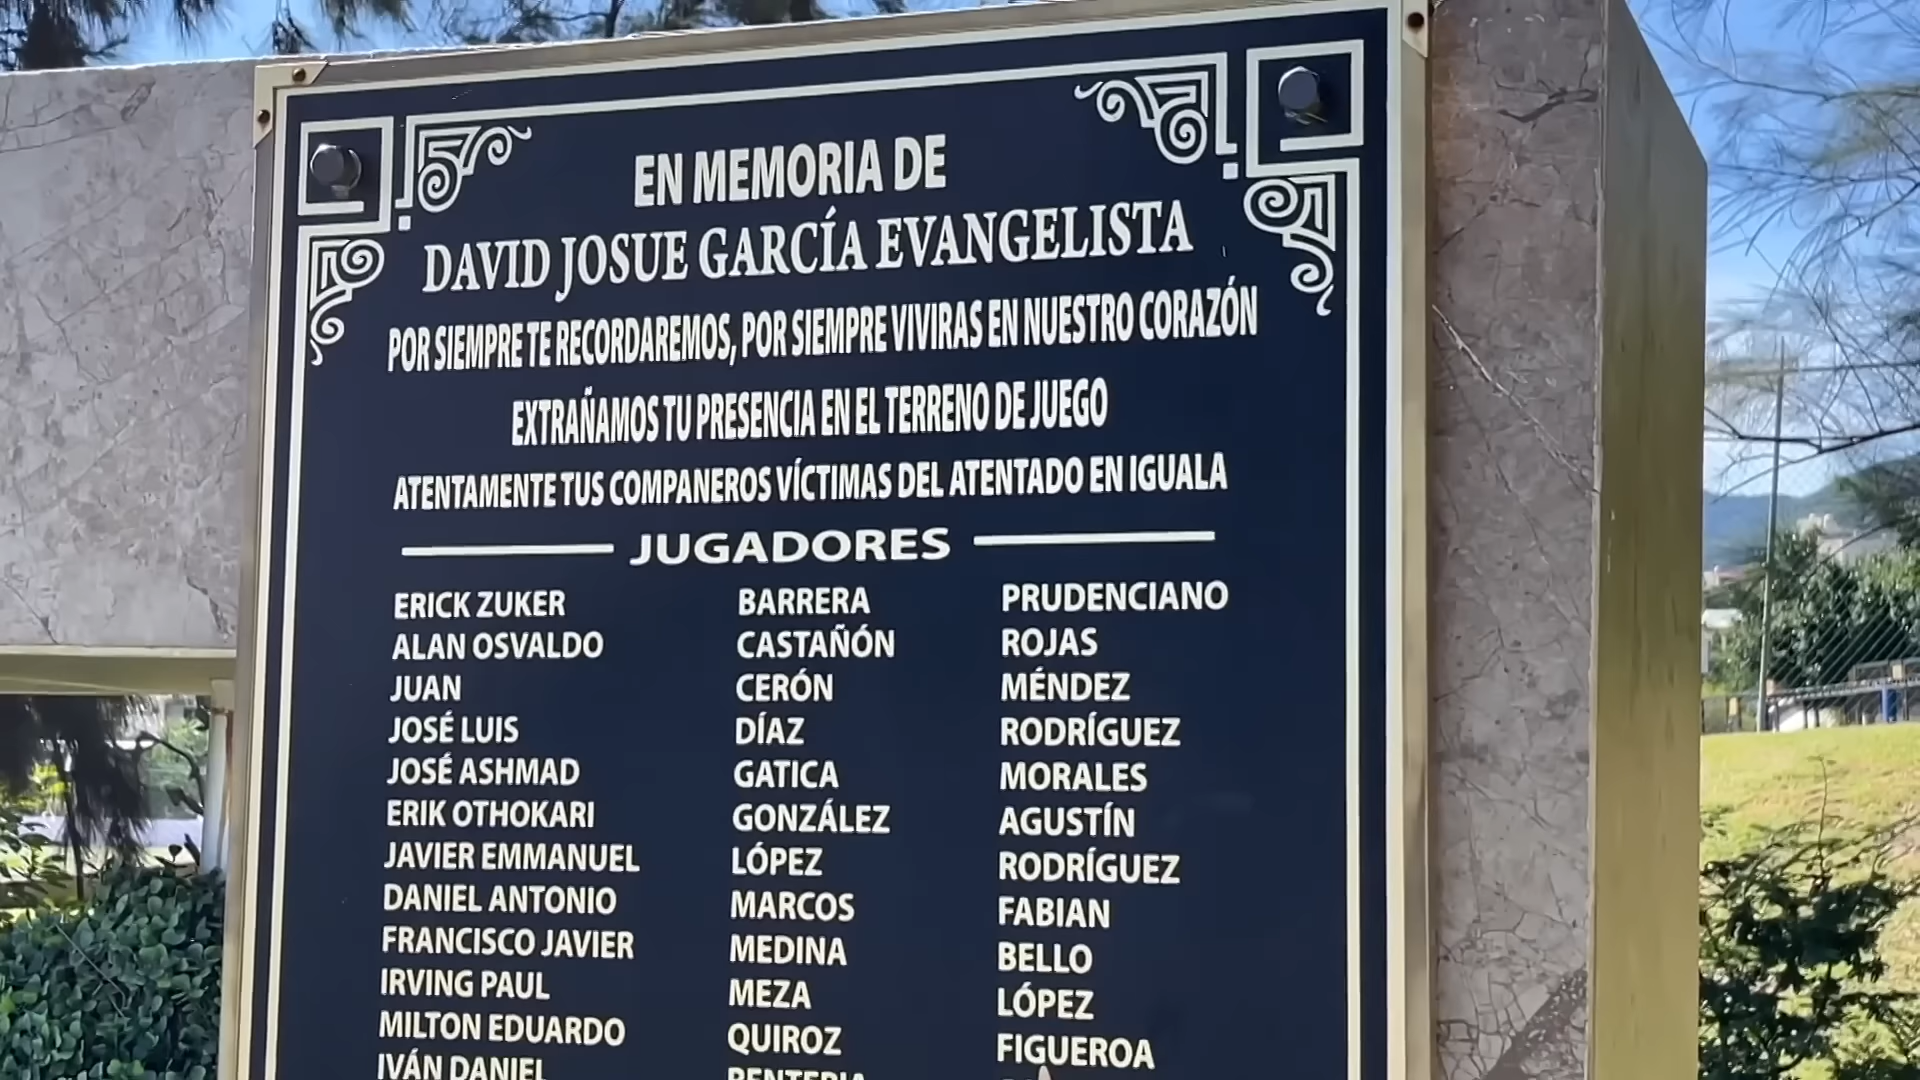 EN MEMORIA DE
DAVID JOSUE GARCÍA EVANGELISTA
POR SIEMPRE TE RECORDAREMOS, POR SIEMPRE VIVIRAS EN NUESTRO CORAZÓN
EXTRAÑAMOS TU PRESENCIA EN EL TERRENO DE JUEGO
ATENTAMENTE TUS COMPANEROS VÍCTIMAS DEL ATENTADO EN IGUALA
JUGADORES
ERICK ZUKER BARRERA PRUDENCIANO
ALAN OSVALDO CASTAÑÓN ROJAS
JUAN CERÓN MÉNDEZ
JOSÉ LUIS DÍAZ RODRÍGUEZ
JOSÉ ASHMAD GATICA MORALES
ERIK OTHOKARI GONZÁLEZ AGUSTÍN
JAVIER EMMANUEL LÓPEZ RODRÍGUEZ
DANIEL ANTONIO MARCOS FABIAN
FRANCISCO JAVIER MEDINA BELLO
IRVING PAUL MEZA LÓPEZ
MILTON EDUARDO QUIROZ FIGUEROA
IVÁN DANIEL RENTERIA